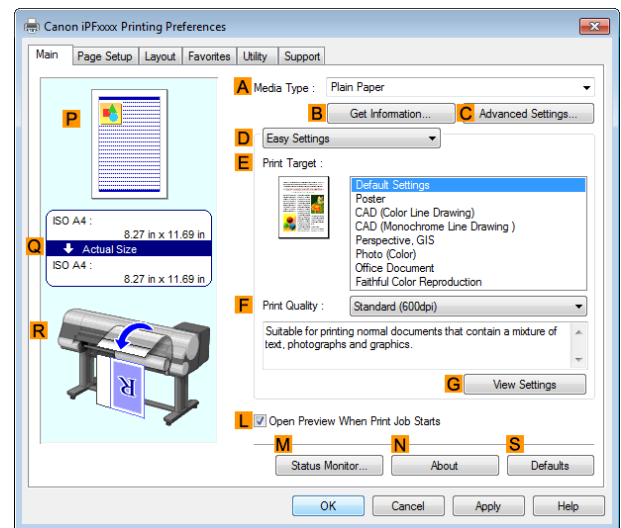 Canon iPFxxxx Printing Preferences
Main Page Setup Layout Favorites Utility Support
A Media Type : Plain Paper
B Get Information... C Advanced Settings...
D Easy Settings
E Print Target :
Default Settings
Poster
CAD (Color Line Drawing)
CAD (Monochrome Line Drawing )
Perspective, GIS
Photo (Color)
Office Document
Faithful Color Reproduction
F Print Quality : Standard (600dpi)
Suitable for printing normal documents that contain a mixture of
text, photographs and graphics.
G View Settings
L Open Preview When Print Job Starts
M N S
Status Monitor... About Defaults
P
Q
ISO A4 :
8.27 in x 11.69 in
Actual Size
ISO A4 :
8.27 in x 11.69 in
R
R
OK Cancel Apply Help